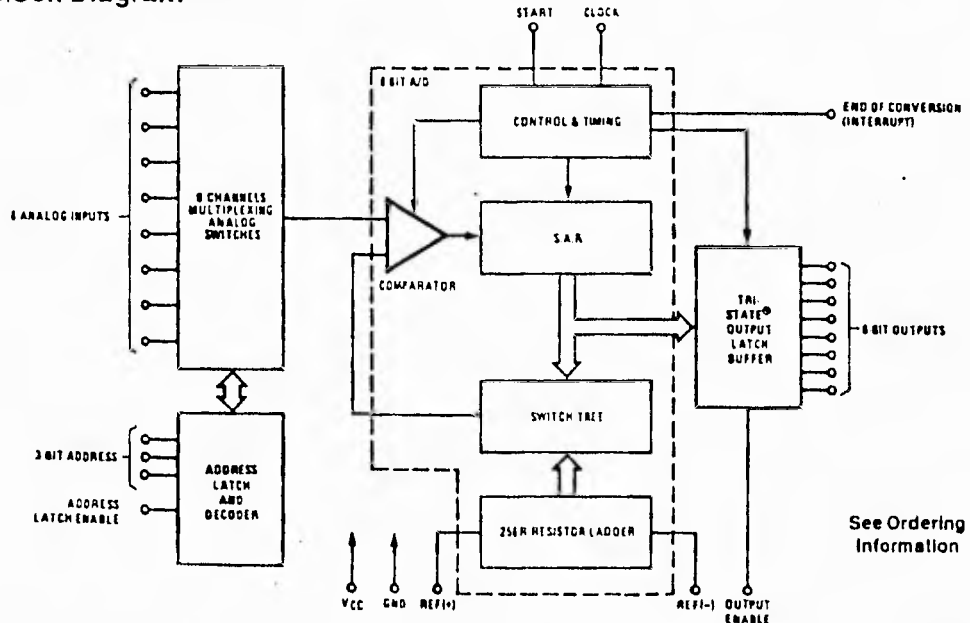 Block Diagram
START
CLOCK
8 BIT A/D
CONTROL & TIMING
END OF CONVERSION
(INTERRUPT)
8 ANALOG INPUTS
8 CHANNELS
MULTIPLEXING
ANALOG
SWITCHES
S.A.R.
COMPARATOR
TRI-
STATE®
OUTPUT
LATCH
BUFFER
8-BIT OUTPUTS
SWITCH TREE
3-BIT ADDRESS
ADDRESS
LATCH ENABLE
ADDRESS
LATCH
AND
DECODER
256R RESISTOR LADDER
See Ordering
Information
VCC
GND
REF(+)
REF(−)
OUTPUT
ENABLE